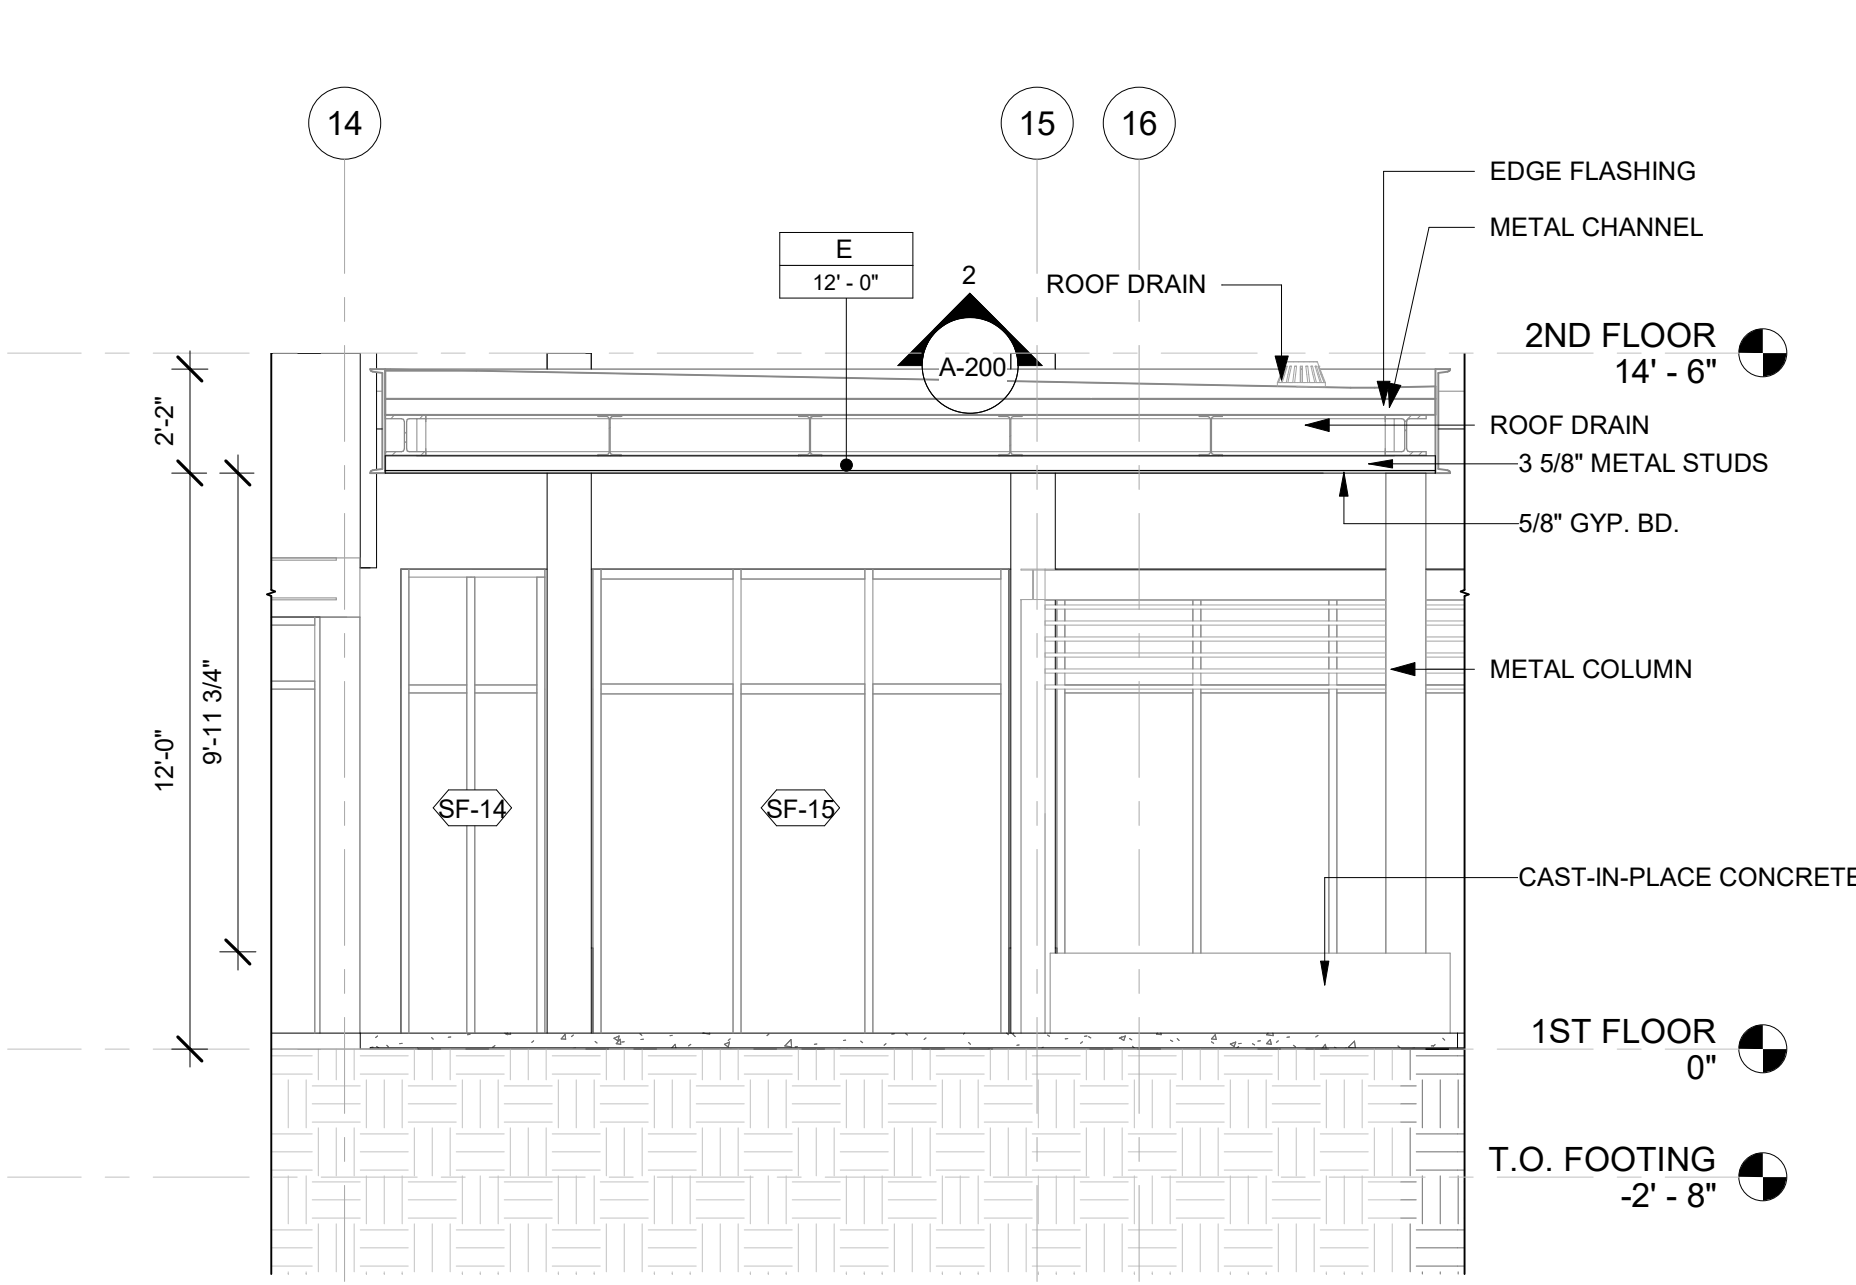 14
15
16
EDGE FLASHING
METAL CHANNEL
E
12' - 0"
2
ROOF DRAIN
A-200
2ND FLOOR
14' - 6"
2'-2"
ROOF DRAIN
3 5/8" METAL STUDS
5/8" GYP. BD.
METAL COLUMN
9'-11 3/4"
12'-0"
SF-14
SF-15
CAST-IN-PLACE CONCRETE
1ST FLOOR
0"
T.O. FOOTING
-2' - 8"